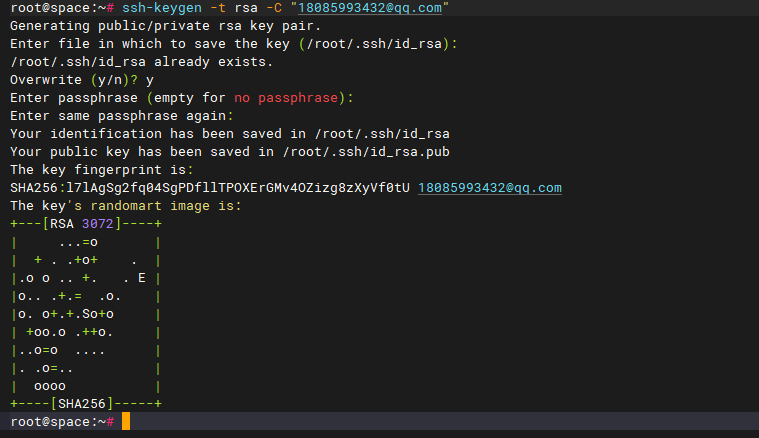 root@space:~# ssh-keygen -t rsa -C "18085993432@qq.com"
Generating public/private rsa key pair.
Enter file in which to save the key (/root/.ssh/id_rsa):
/root/.ssh/id_rsa already exists.
Overwrite (y/n)? y
Enter passphrase (empty for no passphrase):
Enter same passphrase again:
Your identification has been saved in /root/.ssh/id_rsa
Your public key has been saved in /root/.ssh/id_rsa.pub
The key fingerprint is:
SHA256:l7lAgSg2fq04SgPDfllTPOXErGMv4OZizg8zXyVf0tU 18085993432@qq.com
The key's randomart image is:
+---[RSA 3072]----+
|     ...=o       |
|  + . .+o+    .  |
|.o o .. +.   . E |
|o.. .+.=  .o.    |
|o. o+.+.So+o     |
| +oo.o .++o.     |
|..o=o  ....      |
|. .o=..          |
|  oooo           |
+----[SHA256]-----+
root@space:~#